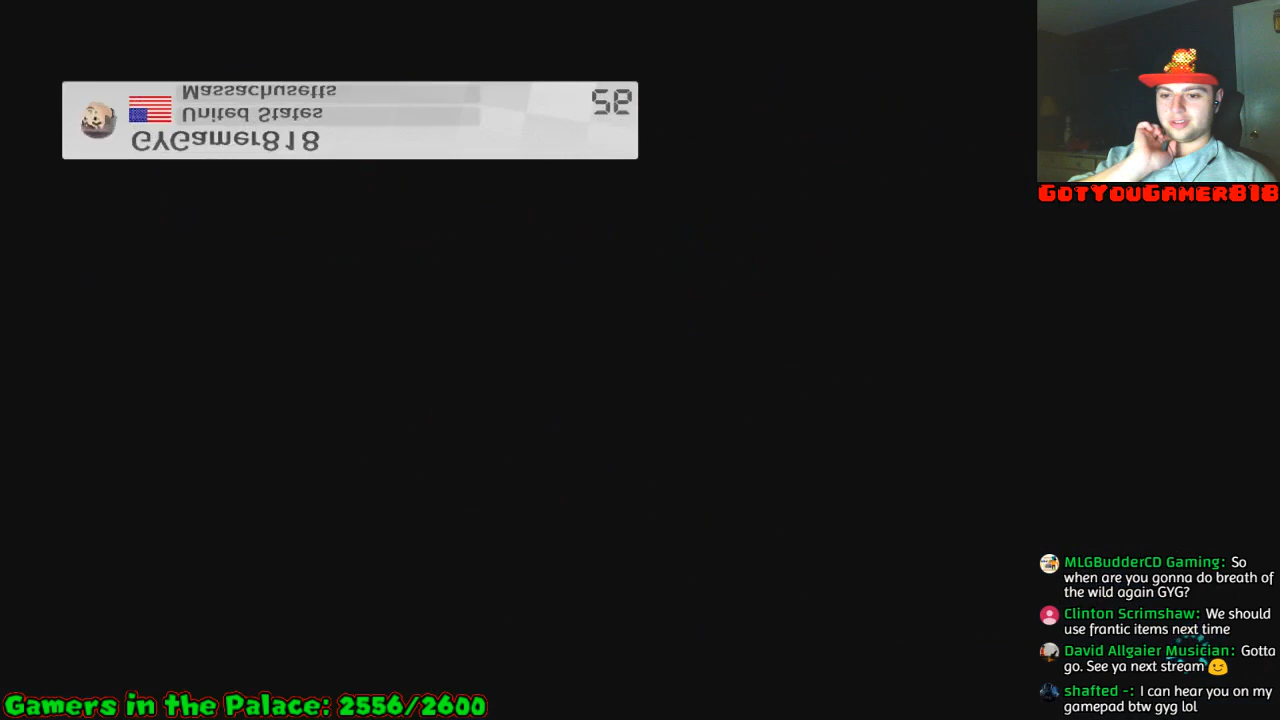 Massachusetts
United States
GYGamer818
26
GotYouGamer818
MLGBudderCD Gaming: So
when are you gonna do breath of
the wild again GYG?
Clinton Scrimshaw: We should
use frantic items next time
David Allgaier Musician: Gotta
go. See ya next stream😉
shafted -: I can hear you on my
gamepad btw gyg lol
Gamers in the Palace: 2556/2600